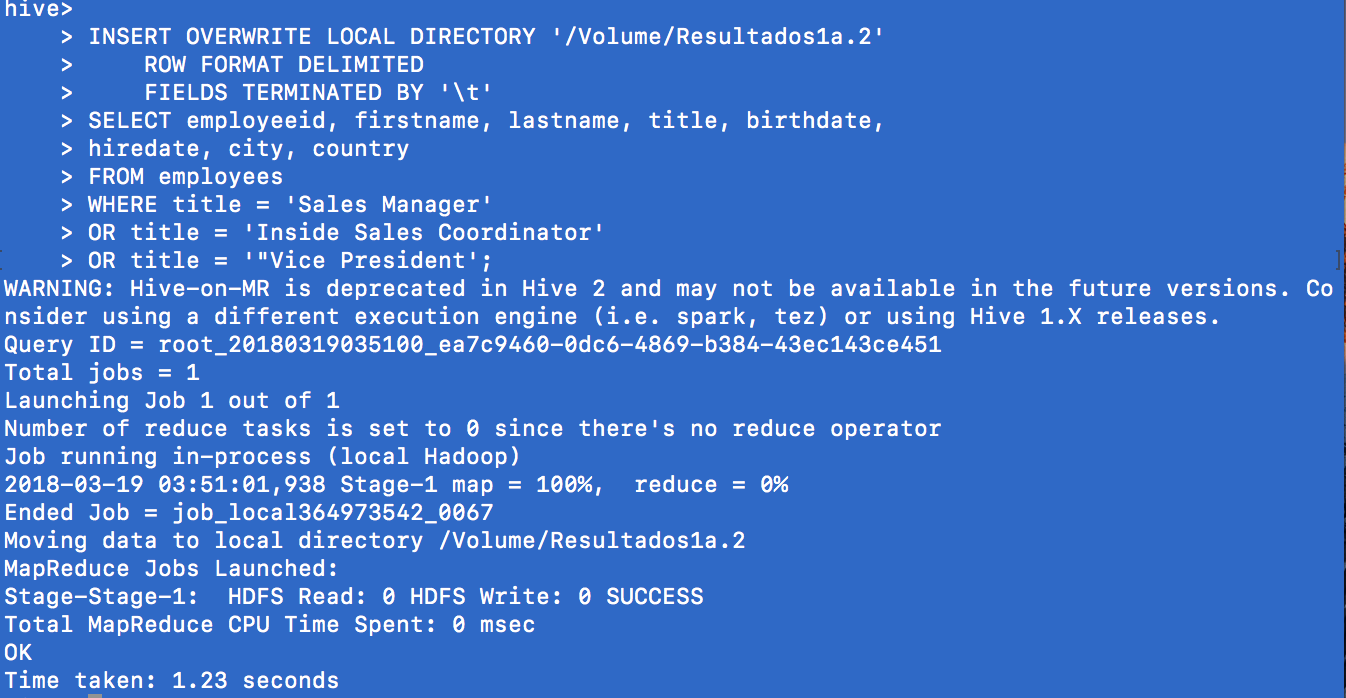 hive>
    > INSERT OVERWRITE LOCAL DIRECTORY '/Volume/Resultados1a.2'
    >     ROW FORMAT DELIMITED
    >     FIELDS TERMINATED BY '\t'
    > SELECT employeeid, firstname, lastname, title, birthdate,
    > hiredate, city, country
    > FROM employees
    > WHERE title = 'Sales Manager'
    > OR title = 'Inside Sales Coordinator'
    > OR title = '"Vice President';
WARNING: Hive-on-MR is deprecated in Hive 2 and may not be available in the future versions. Co
nsider using a different execution engine (i.e. spark, tez) or using Hive 1.X releases.
Query ID = root_20180319035100_ea7c9460-0dc6-4869-b384-43ec143ce451
Total jobs = 1
Launching Job 1 out of 1
Number of reduce tasks is set to 0 since there's no reduce operator
Job running in-process (local Hadoop)
2018-03-19 03:51:01,938 Stage-1 map = 100%,  reduce = 0%
Ended Job = job_local364973542_0067
Moving data to local directory /Volume/Resultados1a.2
MapReduce Jobs Launched:
Stage-Stage-1:  HDFS Read: 0 HDFS Write: 0 SUCCESS
Total MapReduce CPU Time Spent: 0 msec
OK
Time taken: 1.23 seconds